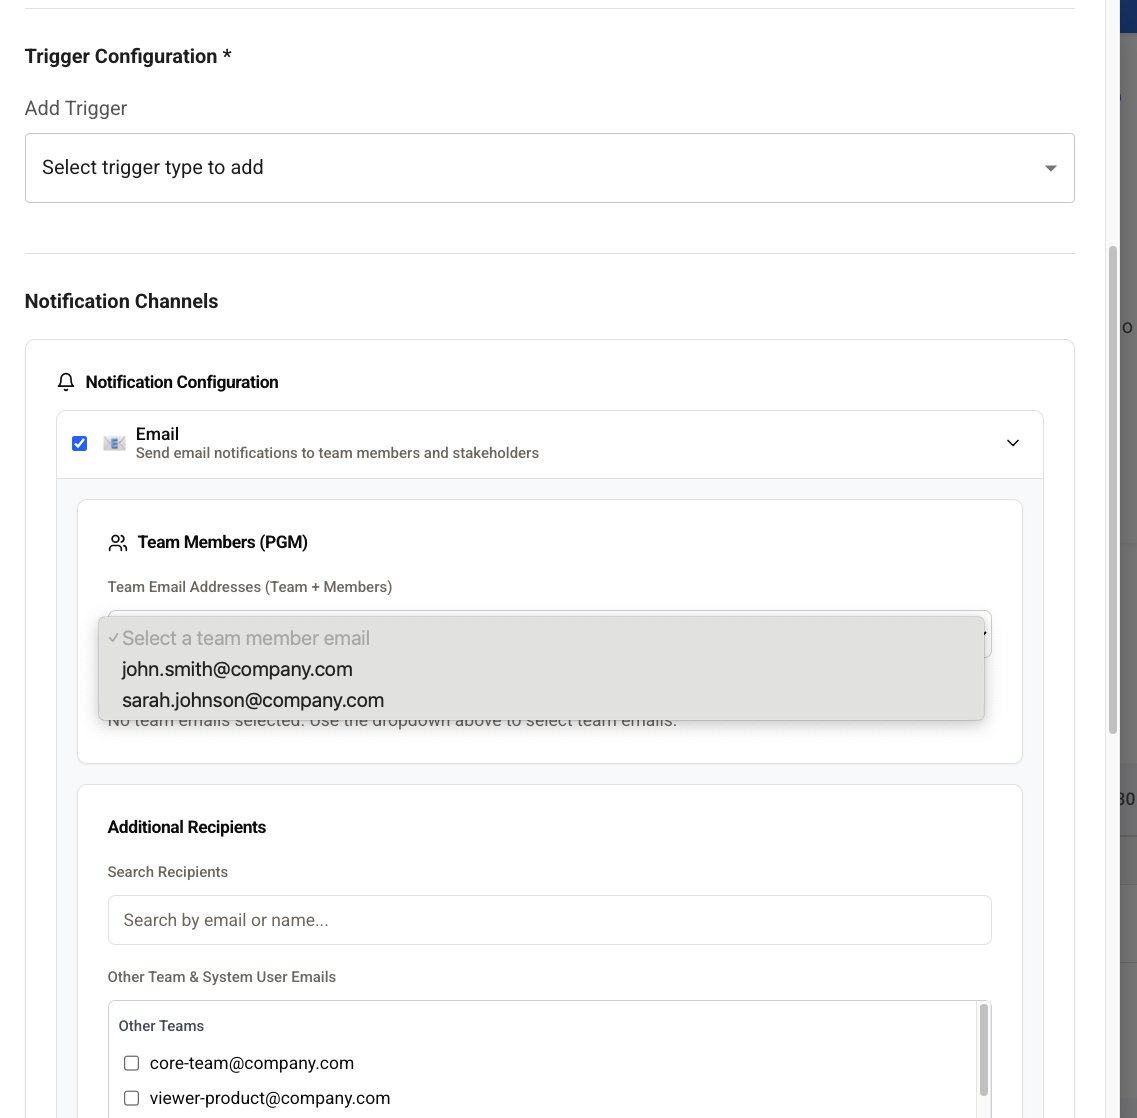 Trigger Configuration *
Add Trigger
Select trigger type to add
Notification Channels
Notification Configuration
Email
Send email notifications to team members and stakeholders
Team Members (PGM)
Team Email Addresses (Team + Members)
✓ Select a team member email
john.smith@company.com
sarah.johnson@company.com
No team emails selected. Use the dropdown above to select team emails.
Additional Recipients
Search Recipients
Search by email or name...
Other Team & System User Emails
Other Teams
core-team@company.com
viewer-product@company.com